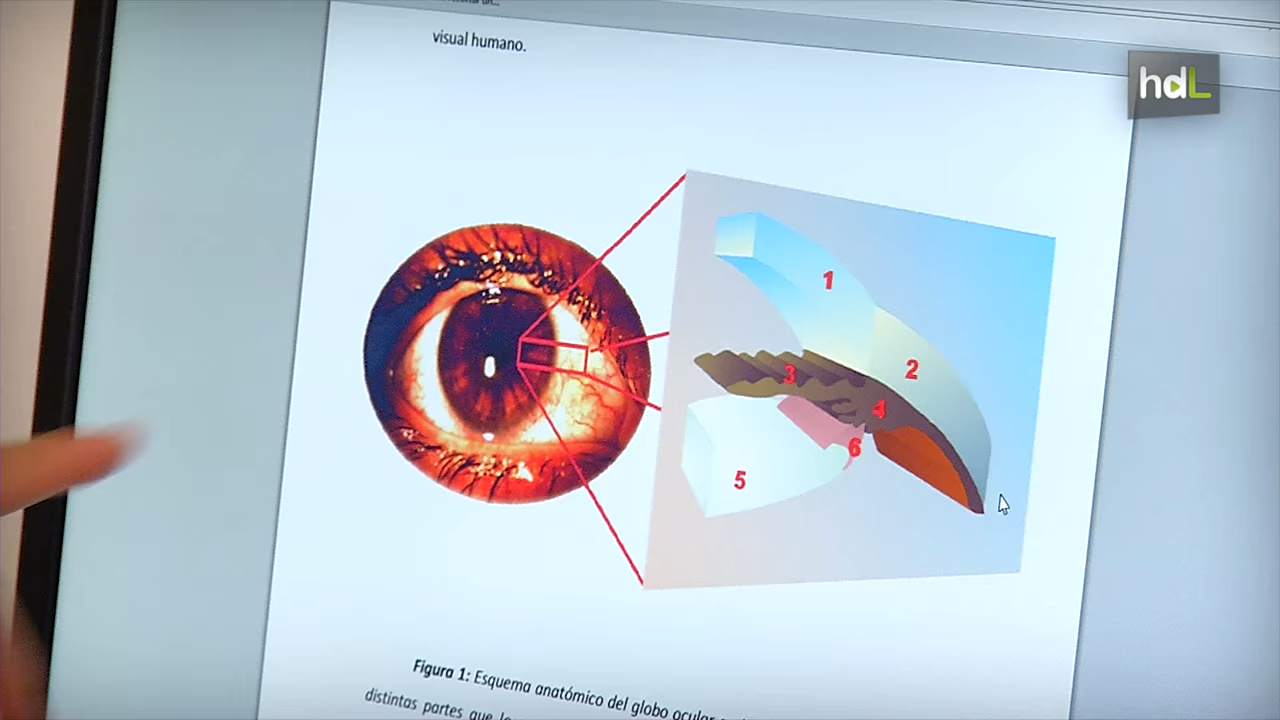 visual humano.
hdL
1
2
3
4
6
5
Figura 1: Esquema anatómico del globo ocular
distintas partes que